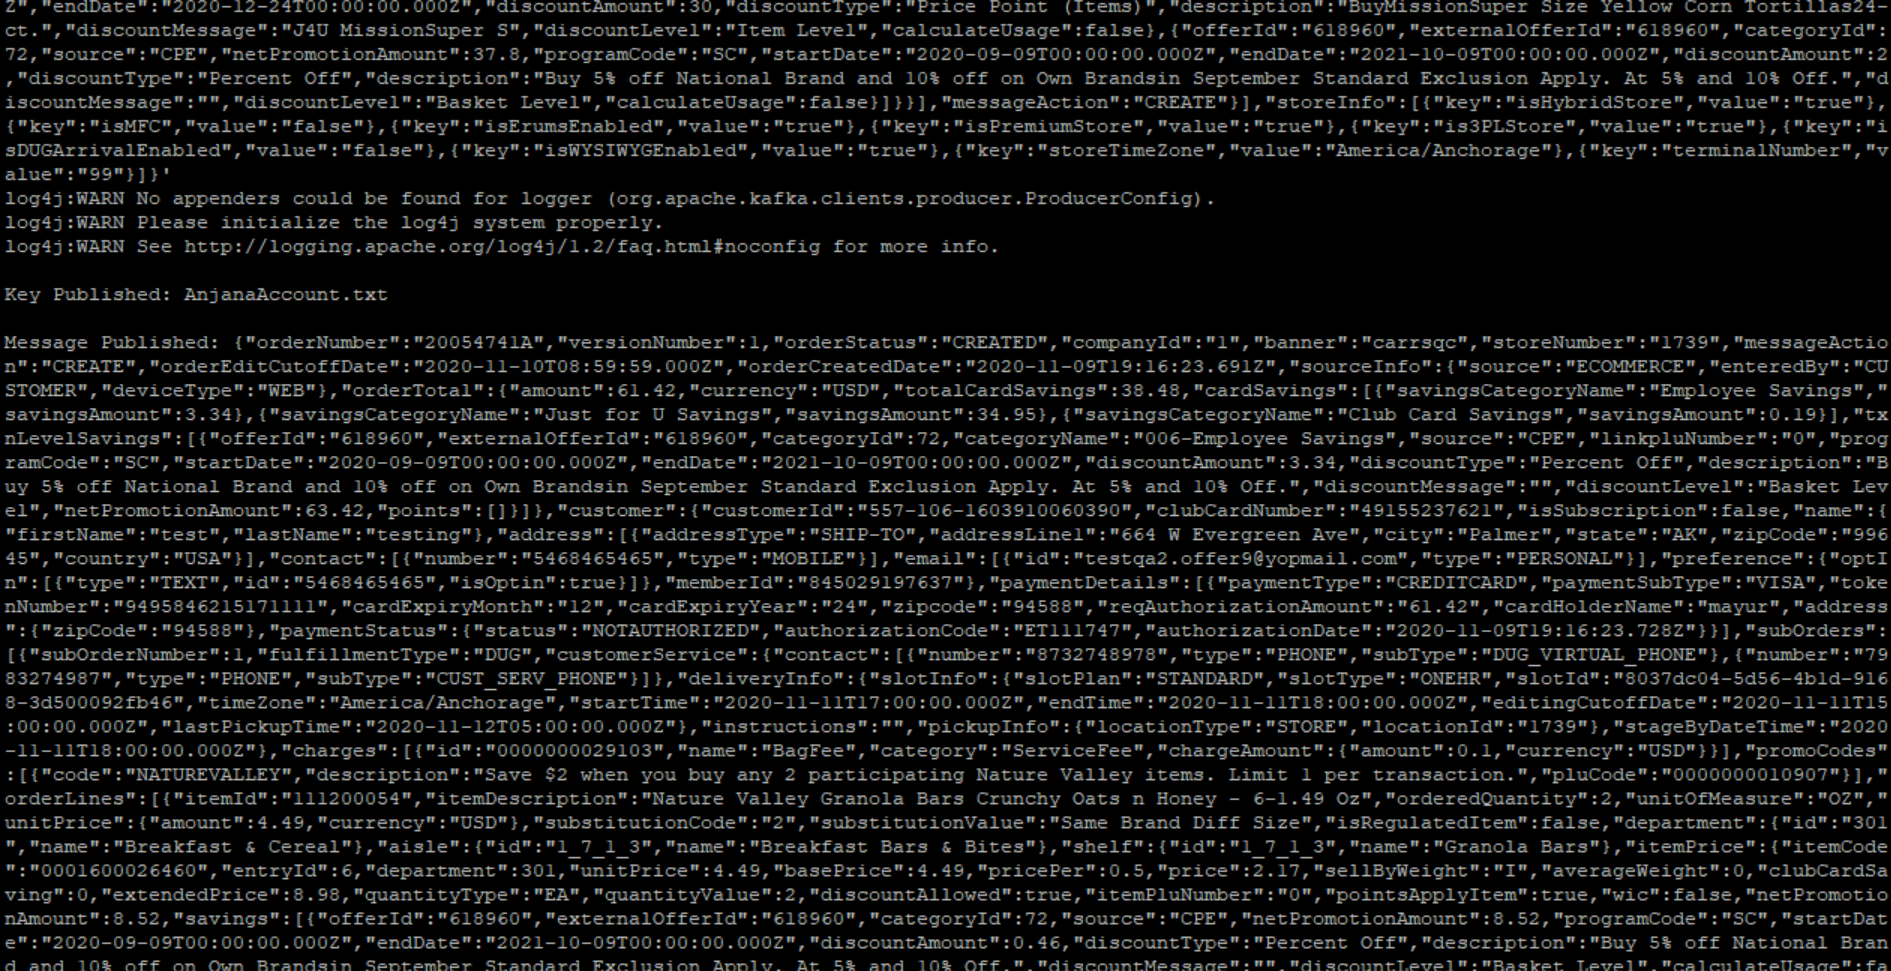 Z","endDate":"2020-12-24T00:00:00.000Z","discountAmount":30,"discountType":"Price Point (Items)","description":"BuyMissionSuper Size Yellow Corn Tortillas24-
ct.","discountMessage":"J4U MissionSuper S","discountLevel":"Item Level","calculateUsage":false},{"offerId":"618960","externalOfferId":"618960","categoryId":
72,"source":"CPE","netPromotionAmount":37.8,"programCode":"SC","startDate":"2020-09-09T00:00:00.000Z","endDate":"2021-10-09T00:00:00.000Z","discountAmount":2
,"discountType":"Percent Off","description":"Buy 5% off National Brand and 10% off on Own Brandsin September Standard Exclusion Apply. At 5% and 10% Off.","d
iscountMessage":"","discountLevel":"Basket Level","calculateUsage":false}]}}],"messageAction":"CREATE"}],"storeInfo":[{"key":"isHybridStore","value":"true"},
{"key":"isMFC","value":"false"},{"key":"isErumsEnabled","value":"true"},{"key":"isPremiumStore","value":"true"},{"key":"is3PLStore","value":"true"},{"key":"i
sDUGArrivalEnabled","value":"false"},{"key":"isWYSIWYGEnabled","value":"true"},{"key":"storeTimeZone","value":"America/Anchorage"},{"key":"terminalNumber","v
alue":"99"}]}'
log4j:WARN No appenders could be found for logger (org.apache.kafka.clients.producer.ProducerConfig).
log4j:WARN Please initialize the log4j system properly.
log4j:WARN See http://logging.apache.org/log4j/1.2/faq.html#noconfig for more info.
Key Published: AnjanaAccount.txt
Message Published: {"orderNumber":"20054741A","versionNumber":1,"orderStatus":"CREATED","companyId":"1","banner":"carrsqc","storeNumber":"1739","messageActio
n":"CREATE","orderEditCutoffDate":"2020-11-10T08:59:59.000Z","orderCreatedDate":"2020-11-09T19:16:23.691Z","sourceInfo":{"source":"ECOMMERCE","enteredBy":"CU
STOMER","deviceType":"WEB"},"orderTotal":{"amount":61.42,"currency":"USD","totalCardSavings":38.48,"cardSavings":[{"savingsCategoryName":"Employee Savings","
savingsAmount":3.34},{"savingsCategoryName":"Just for U Savings","savingsAmount":34.95},{"savingsCategoryName":"Club Card Savings","savingsAmount":0.19}],"tx
nLevelSavings":[{"offerId":"618960","externalOfferId":"618960","categoryId":72,"categoryName":"006-Employee Savings","source":"CPE","linkpluNumber":"0","prog
ramCode":"SC","startDate":"2020-09-09T00:00:00.000Z","endDate":"2021-10-09T00:00:00.000Z","discountAmount":3.34,"discountType":"Percent Off","description":"B
uy 5% off National Brand and 10% off on Own Brandsin September Standard Exclusion Apply. At 5% and 10% Off.","discountMessage":"","discountLevel":"Basket Lev
el","netPromotionAmount":63.42,"points":[]}]},"customer":{"customerId":"557-106-1603910060390","clubCardNumber":"49155237621","isSubscription":false,"name":{
"firstName":"test","lastName":"testing"},"address":[{"addressType":"SHIP-TO","addressLine1":"664 W Evergreen Ave","city":"Palmer","state":"AK","zipCode":"996
45","country":"USA"}],"contact":[{"number":"5468465465","type":"MOBILE"}],"email":[{"id":"testqa2.offer9@yopmail.com","type":"PERSONAL"}],"preference":{"optI
n":[{"type":"TEXT","id":"5468465465","isOptin":true}]},"memberId":"845029197637"},"paymentDetails":[{"paymentType":"CREDITCARD","paymentSubType":"VISA","toke
nNumber":"9495846215171111","cardExpiryMonth":"12","cardExpiryYear":"24","zipcode":"94588","reqAuthorizationAmount":"61.42","cardHolderName":"mayur","address
":{"zipCode":"94588"},"paymentStatus":{"status":"NOTAUTHORIZED","authorizationCode":"ET111747","authorizationDate":"2020-11-09T19:16:23.728Z"}}],"subOrders":
[{"subOrderNumber":1,"fulfillmentType":"DUG","customerService":{"contact":[{"number":"8732748978","type":"PHONE","subType":"DUG_VIRTUAL_PHONE"},{"number":"79
83274987","type":"PHONE","subType":"CUST_SERV_PHONE"}]},"deliveryInfo":{"slotInfo":{"slotPlan":"STANDARD","slotType":"ONEHR","slotId":"8037dc04-5d56-4b1d-916
8-3d500092fb46","timeZone":"America/Anchorage","startTime":"2020-11-11T17:00:00.000Z","endTime":"2020-11-11T18:00:00.000Z","editingCutoffDate":"2020-11-11T15
:00:00.000Z","lastPickupTime":"2020-11-12T05:00:00.000Z"},"instructions":"","pickupInfo":{"locationType":"STORE","locationId":"1739"},"stageByDateTime":"2020
-11-11T18:00:00.000Z"},"charges":[{"id":"0000000029103","name":"BagFee","category":"ServiceFee","chargeAmount":{"amount":0.1,"currency":"USD"}}],"promoCodes"
:[{"code":"NATUREVALLEY","description":"Save $2 when you buy any 2 participating Nature Valley items. Limit 1 per transaction.","pluCode":"0000000010907"}],"
orderLines":[{"itemId":"111200054","itemDescription":"Nature Valley Granola Bars Crunchy Oats n Honey - 6-1.49 Oz","orderedQuantity":2,"unitOfMeasure":"OZ","
unitPrice":{"amount":4.49,"currency":"USD"},"substitutionCode":"2","substitutionValue":"Same Brand Diff Size","isRegulatedItem":false,"department":{"id":"301
","name":"Breakfast & Cereal"},"aisle":{"id":"1_7_1_3","name":"Breakfast Bars & Bites"},"shelf":{"id":"1_7_1_3","name":"Granola Bars"},"itemPrice":{"itemCode
":"0001600026460","entryId":6,"department":301,"unitPrice":4.49,"basePrice":4.49,"pricePer":0.5,"price":2.17,"sellByWeight":"I","averageWeight":0,"clubCardSa
ving":0,"extendedPrice":8.98,"quantityType":"EA","quantityValue":2,"discountAllowed":true,"itemPluNumber":"0","pointsApplyItem":true,"wic":false,"netPromotio
nAmount":8.52,"savings":[{"offerId":"618960","externalOfferId":"618960","categoryId":72,"source":"CPE","netPromotionAmount":8.52,"programCode":"SC","startDat
e":"2020-09-09T00:00:00.000Z","endDate":"2021-10-09T00:00:00.000Z","discountAmount":0.46,"discountType":"Percent Off","description":"Buy 5% off National Bran
d and 10% off on Own Brandsin September Standard Exclusion Apply. At 5% and 10% Off.","discountMessage":"","discountLevel":"Basket Level","calculateUsage":fa